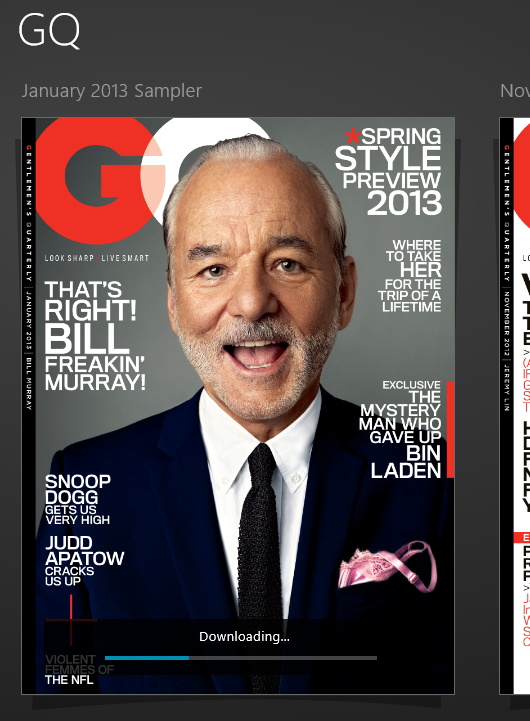 GQ
January 2013 Sampler
Nov
GENTLEMEN'S QUARTERLY | JANUARY 2013 | BILL MURRAY
GQ
LOOK SHARP LIVE SMART
THAT'S
RIGHT!
BILL
FREAKIN'
MURRAY!
SNOOP
DOGG
GETS US
VERY HIGH
JUDD
APATOW
CRACKS
US UP
VIOLENT
FEMMES OF
THE NFL
*SPRING
STYLE
PREVIEW
2013
WHERE
TO TAKE
HER
FOR THE
TRIP OF A
LIFETIME
EXCLUSIVE
THE
MYSTERY
MAN WHO
GAVE UP
BIN
LADEN
Downloading...
GENTLEMEN'S QUARTERLY | NOVEMBER 2012 | JEREMY LIN